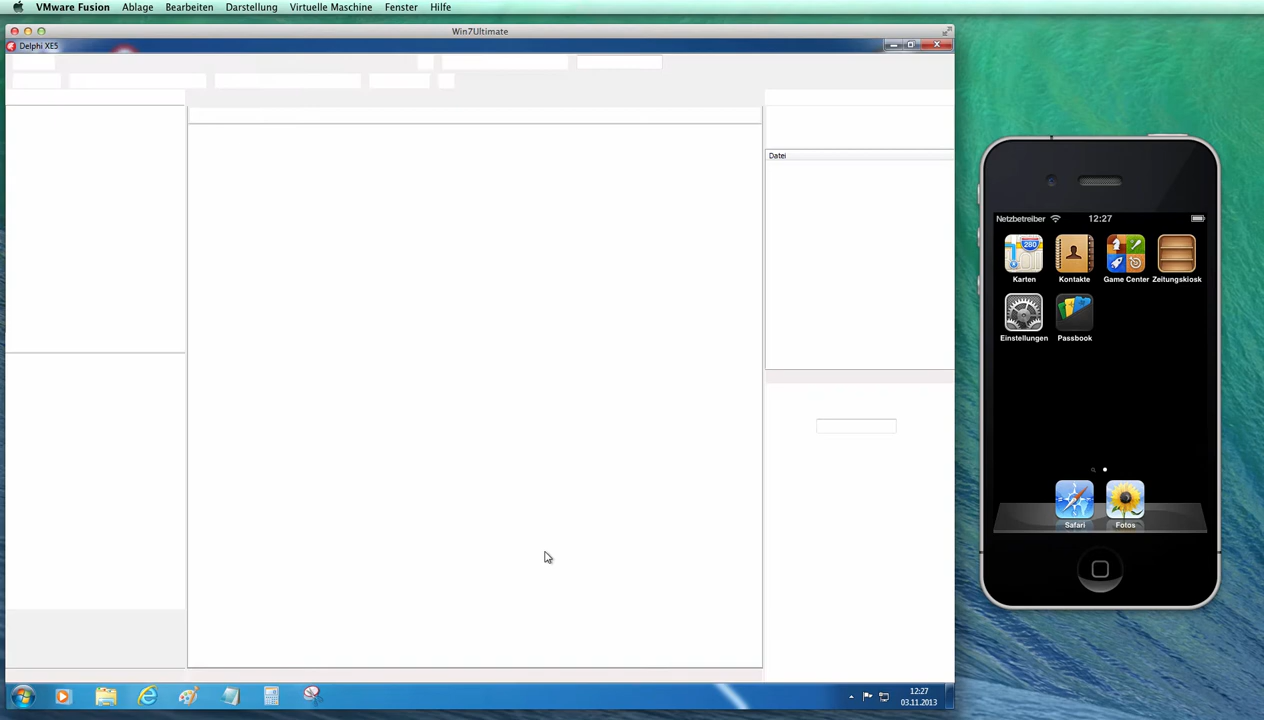 VMware Fusion Ablage Bearbeiten Darstellung Virtuelle Maschine Fenster Hilfe
Win7Ultimate
Delphi XE5
Datei
12:27
03.11.2013
Netzbetreiber 12:27
280
Karten Kontakte Game Center Zeitungskiosk
Einstellungen Passbook
Safari Fotos